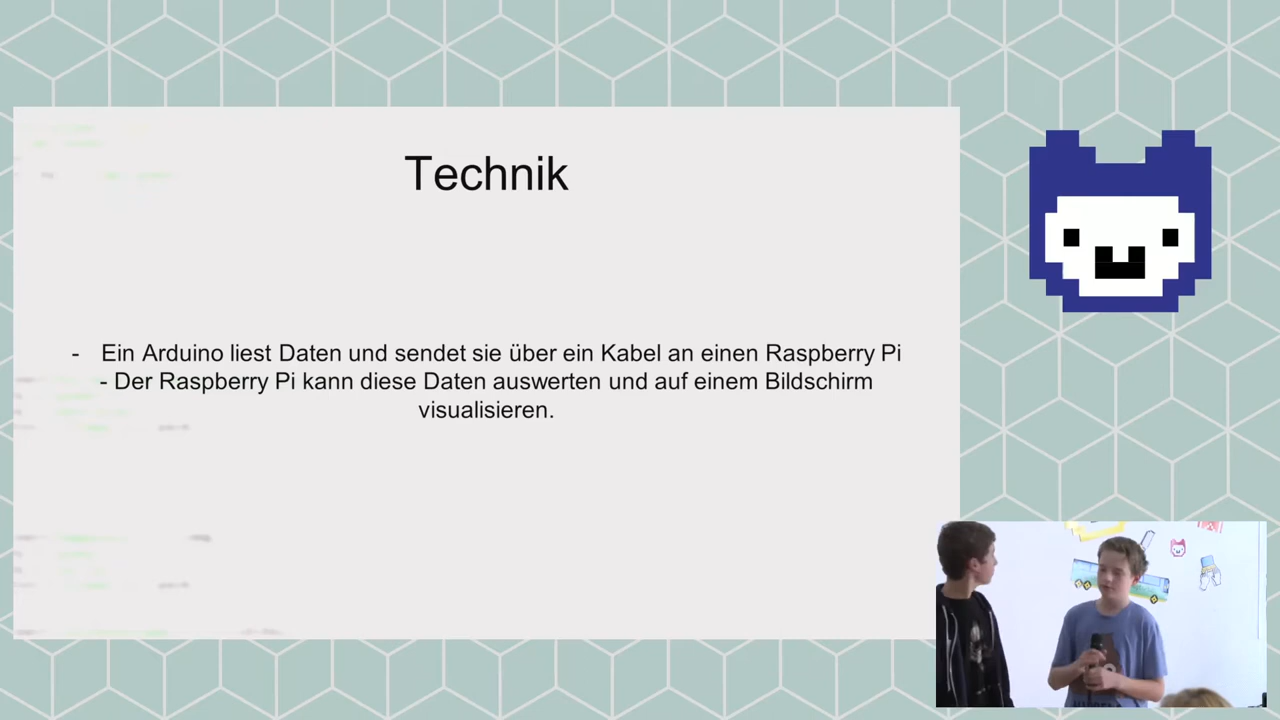 Technik
- Ein Arduino liest Daten und sendet sie über ein Kabel an einen Raspberry Pi
- Der Raspberry Pi kann diese Daten auswerten und auf einem Bildschirm
visualisieren.